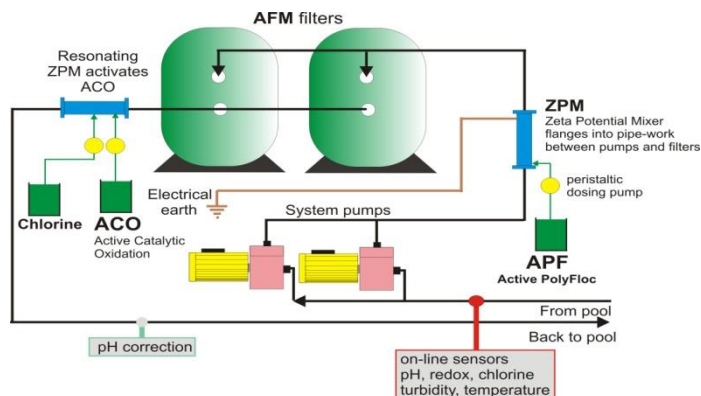 AFM filters
Resonating
ZPM activates
ACO
ZPM
Zeta Potential Mixer
flanges into pipe-work
between pumps and filters
peristaltic
dosing pump
Electrical
earth
Chlorine
ACO
Active Catalytic
Oxidation
System pumps
APF
Active PolyFloc
From pool
Back to pool
pH correction
on-line sensors
pH, redox, chlorine
turbidity, temperature